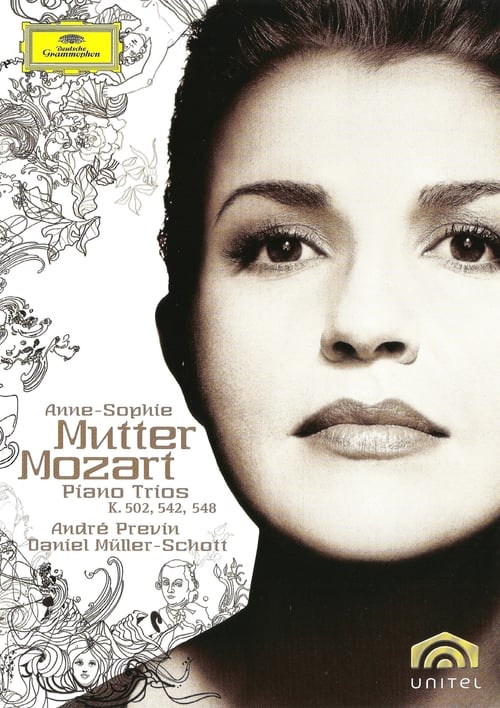 Deutsche
Grammophon
Anne-Sophie
Mutter
Mozart
Piano Trios
K. 502, 542, 548
André Previn
Daniel Müller-Schott
UNITEL